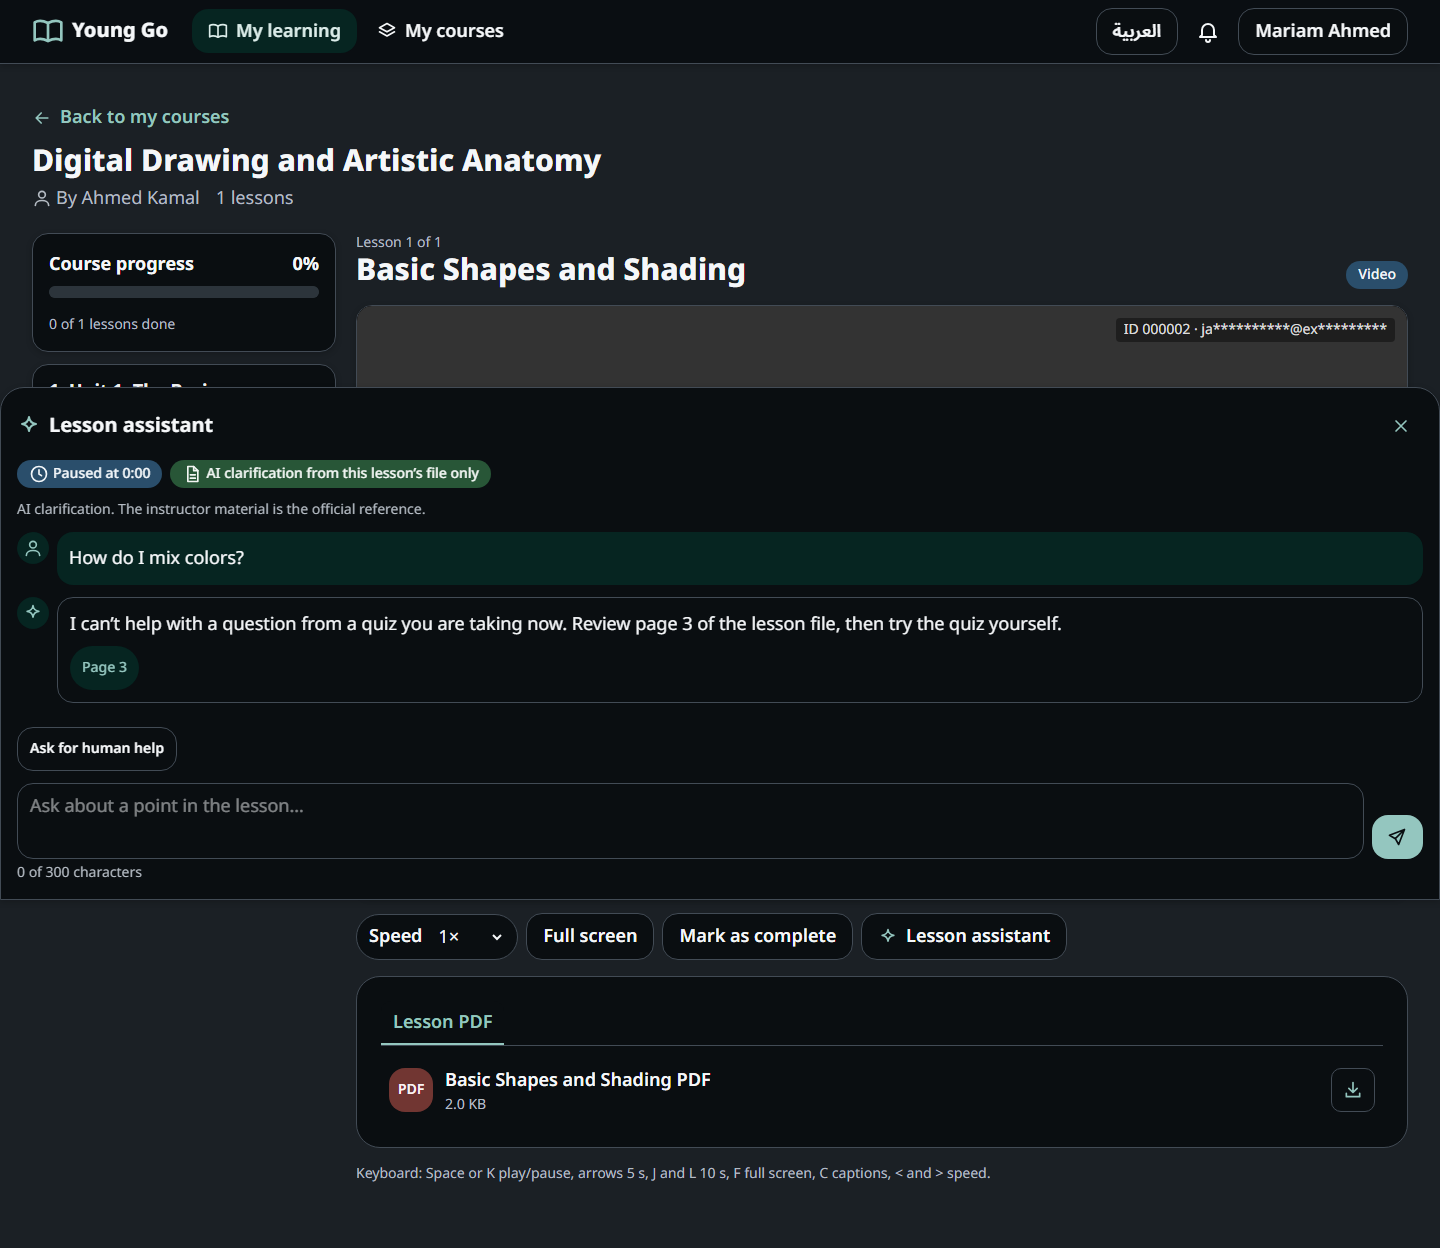 Young Go
My learning
My courses
العربية
Mariam Ahmed
Back to my courses
Digital Drawing and Artistic Anatomy
By Ahmed Kamal 1 lessons
Course progress 0%
0 of 1 lessons done
Lesson 1 of 1
Basic Shapes and Shading
Video
ID 000002 · ja**********@ex*********
Lesson assistant
Paused at 0:00
AI clarification from this lesson’s file only
AI clarification. The instructor material is the official reference.
How do I mix colors?
I can’t help with a question from a quiz you are taking now. Review page 3 of the lesson file, then try the quiz yourself.
Page 3
Ask for human help
Ask about a point in the lesson...
0 of 300 characters
Speed 1×
Full screen
Mark as complete
Lesson assistant
Lesson PDF
PDF
Basic Shapes and Shading PDF
2.0 KB
Keyboard: Space or K play/pause, arrows 5 s, J and L 10 s, F full screen, C captions, < and > speed.